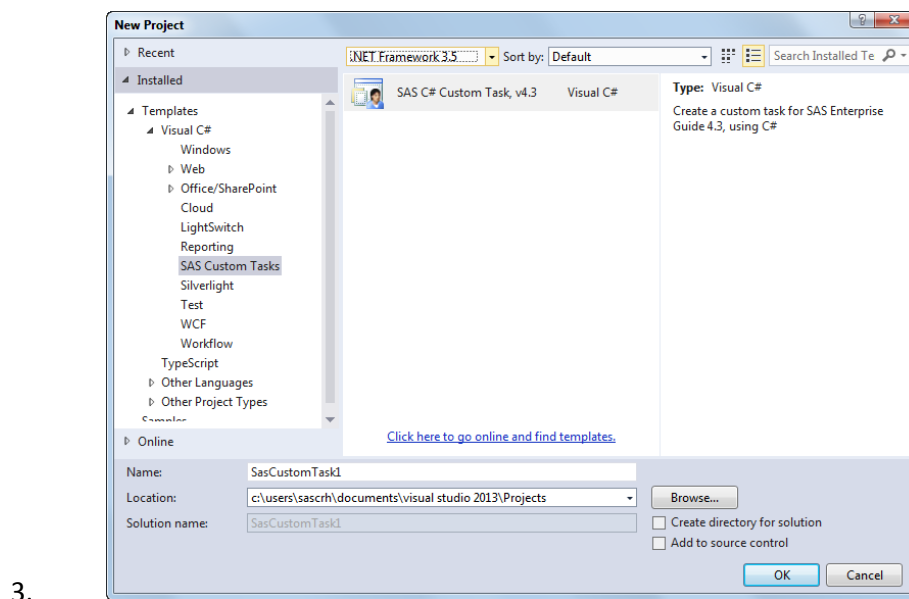 New Project
Recent
.NET Framework 3.5 Sort by: Default Search Installed Te
Installed
Templates
Visual C#
Windows
Web
Office/SharePoint
Cloud
LightSwitch
Reporting
SAS Custom Tasks
Silverlight
Test
WCF
Workflow
TypeScript
Other Languages
Other Project Types
Samples
Online
SAS C# Custom Task, v4.3 Visual C#
Click here to go online and find templates.
Type: Visual C#
Create a custom task for SAS Enterprise
Guide 4.3, using C#
Name: SasCustomTask1
Location: c:\users\sascrh\documents\visual studio 2013\Projects Browse...
Solution name: SasCustomTask1 Create directory for solution
Add to source control
OK Cancel
3.